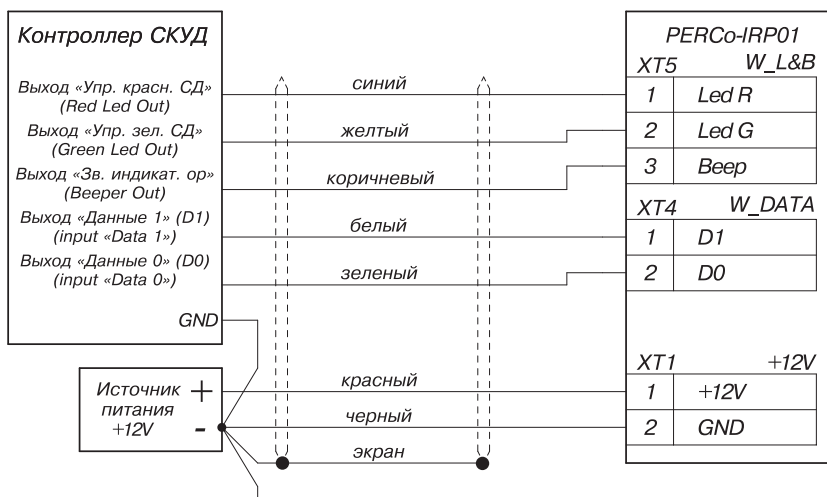 Контроллер СКУД
Выход «Упр. красн. СД»
(Red Led Out)
Выход «Упр. зел. СД»
(Green Led Out)
Выход «Зв. индикат. ор»
(Beeper Out)
Выход «Данные 1» (D1)
(input «Data 1»)
Выход «Данные 0» (D0)
(input «Data 0»)
GND
Источник
питания
+12V
+
-
синий
желтый
коричневый
белый
зеленый
красный
черный
экран
PERCo-IRP01
XT5 W_L&B
1 Led R
2 Led G
3 Beep
XT4 W_DATA
1 D1
2 D0
XT1 +12V
1 +12V
2 GND